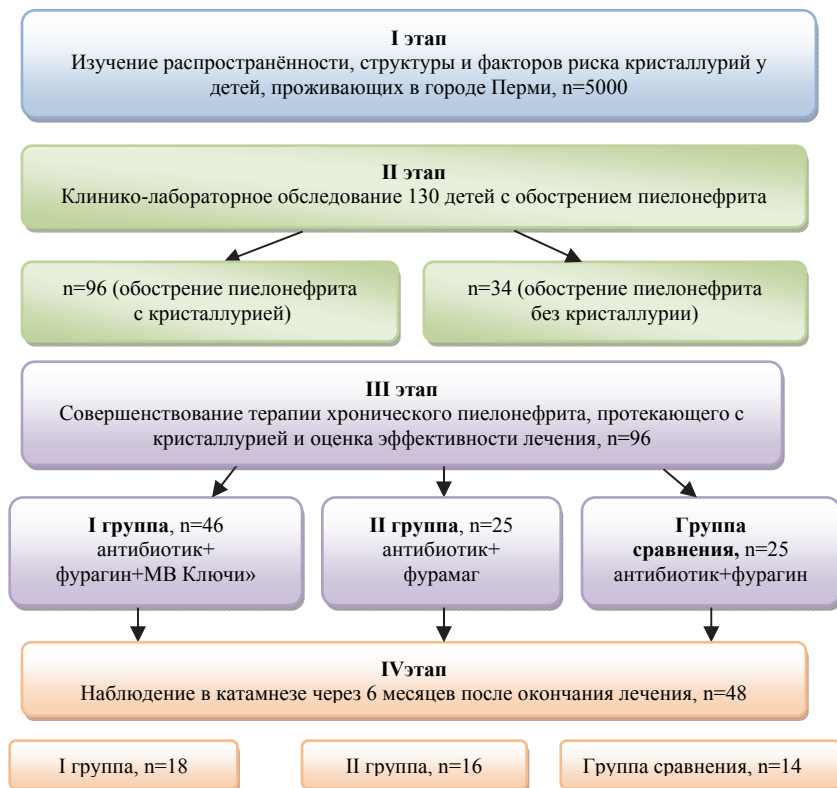 I этап
Изучение распространённости, структуры и факторов риска кристаллурий у
детей, проживающих в городе Перми, n=5000
II этап
Клинико-лабораторное обследование 130 детей с обострением пиелонефрита
n=96 (обострение пиелонефрита
с кристаллурией)
n=34 (обострение пиелонефрита
без кристаллурии)
III этап
Совершенствование терапии хронического пиелонефрита, протекающего с
кристаллурией и оценка эффективности лечения, n=96
I группа, n=46
антибиотик+
фурагин+МВ Ключи»
II группа, n=25
антибиотик+
фурамаг
Группа
сравнения, n=25
антибиотик+фурагин
IVэтап
Наблюдение в катамнезе через 6 месяцев после окончания лечения, n=48
I группа, n=18
II группа, n=16
Группа сравнения, n=14